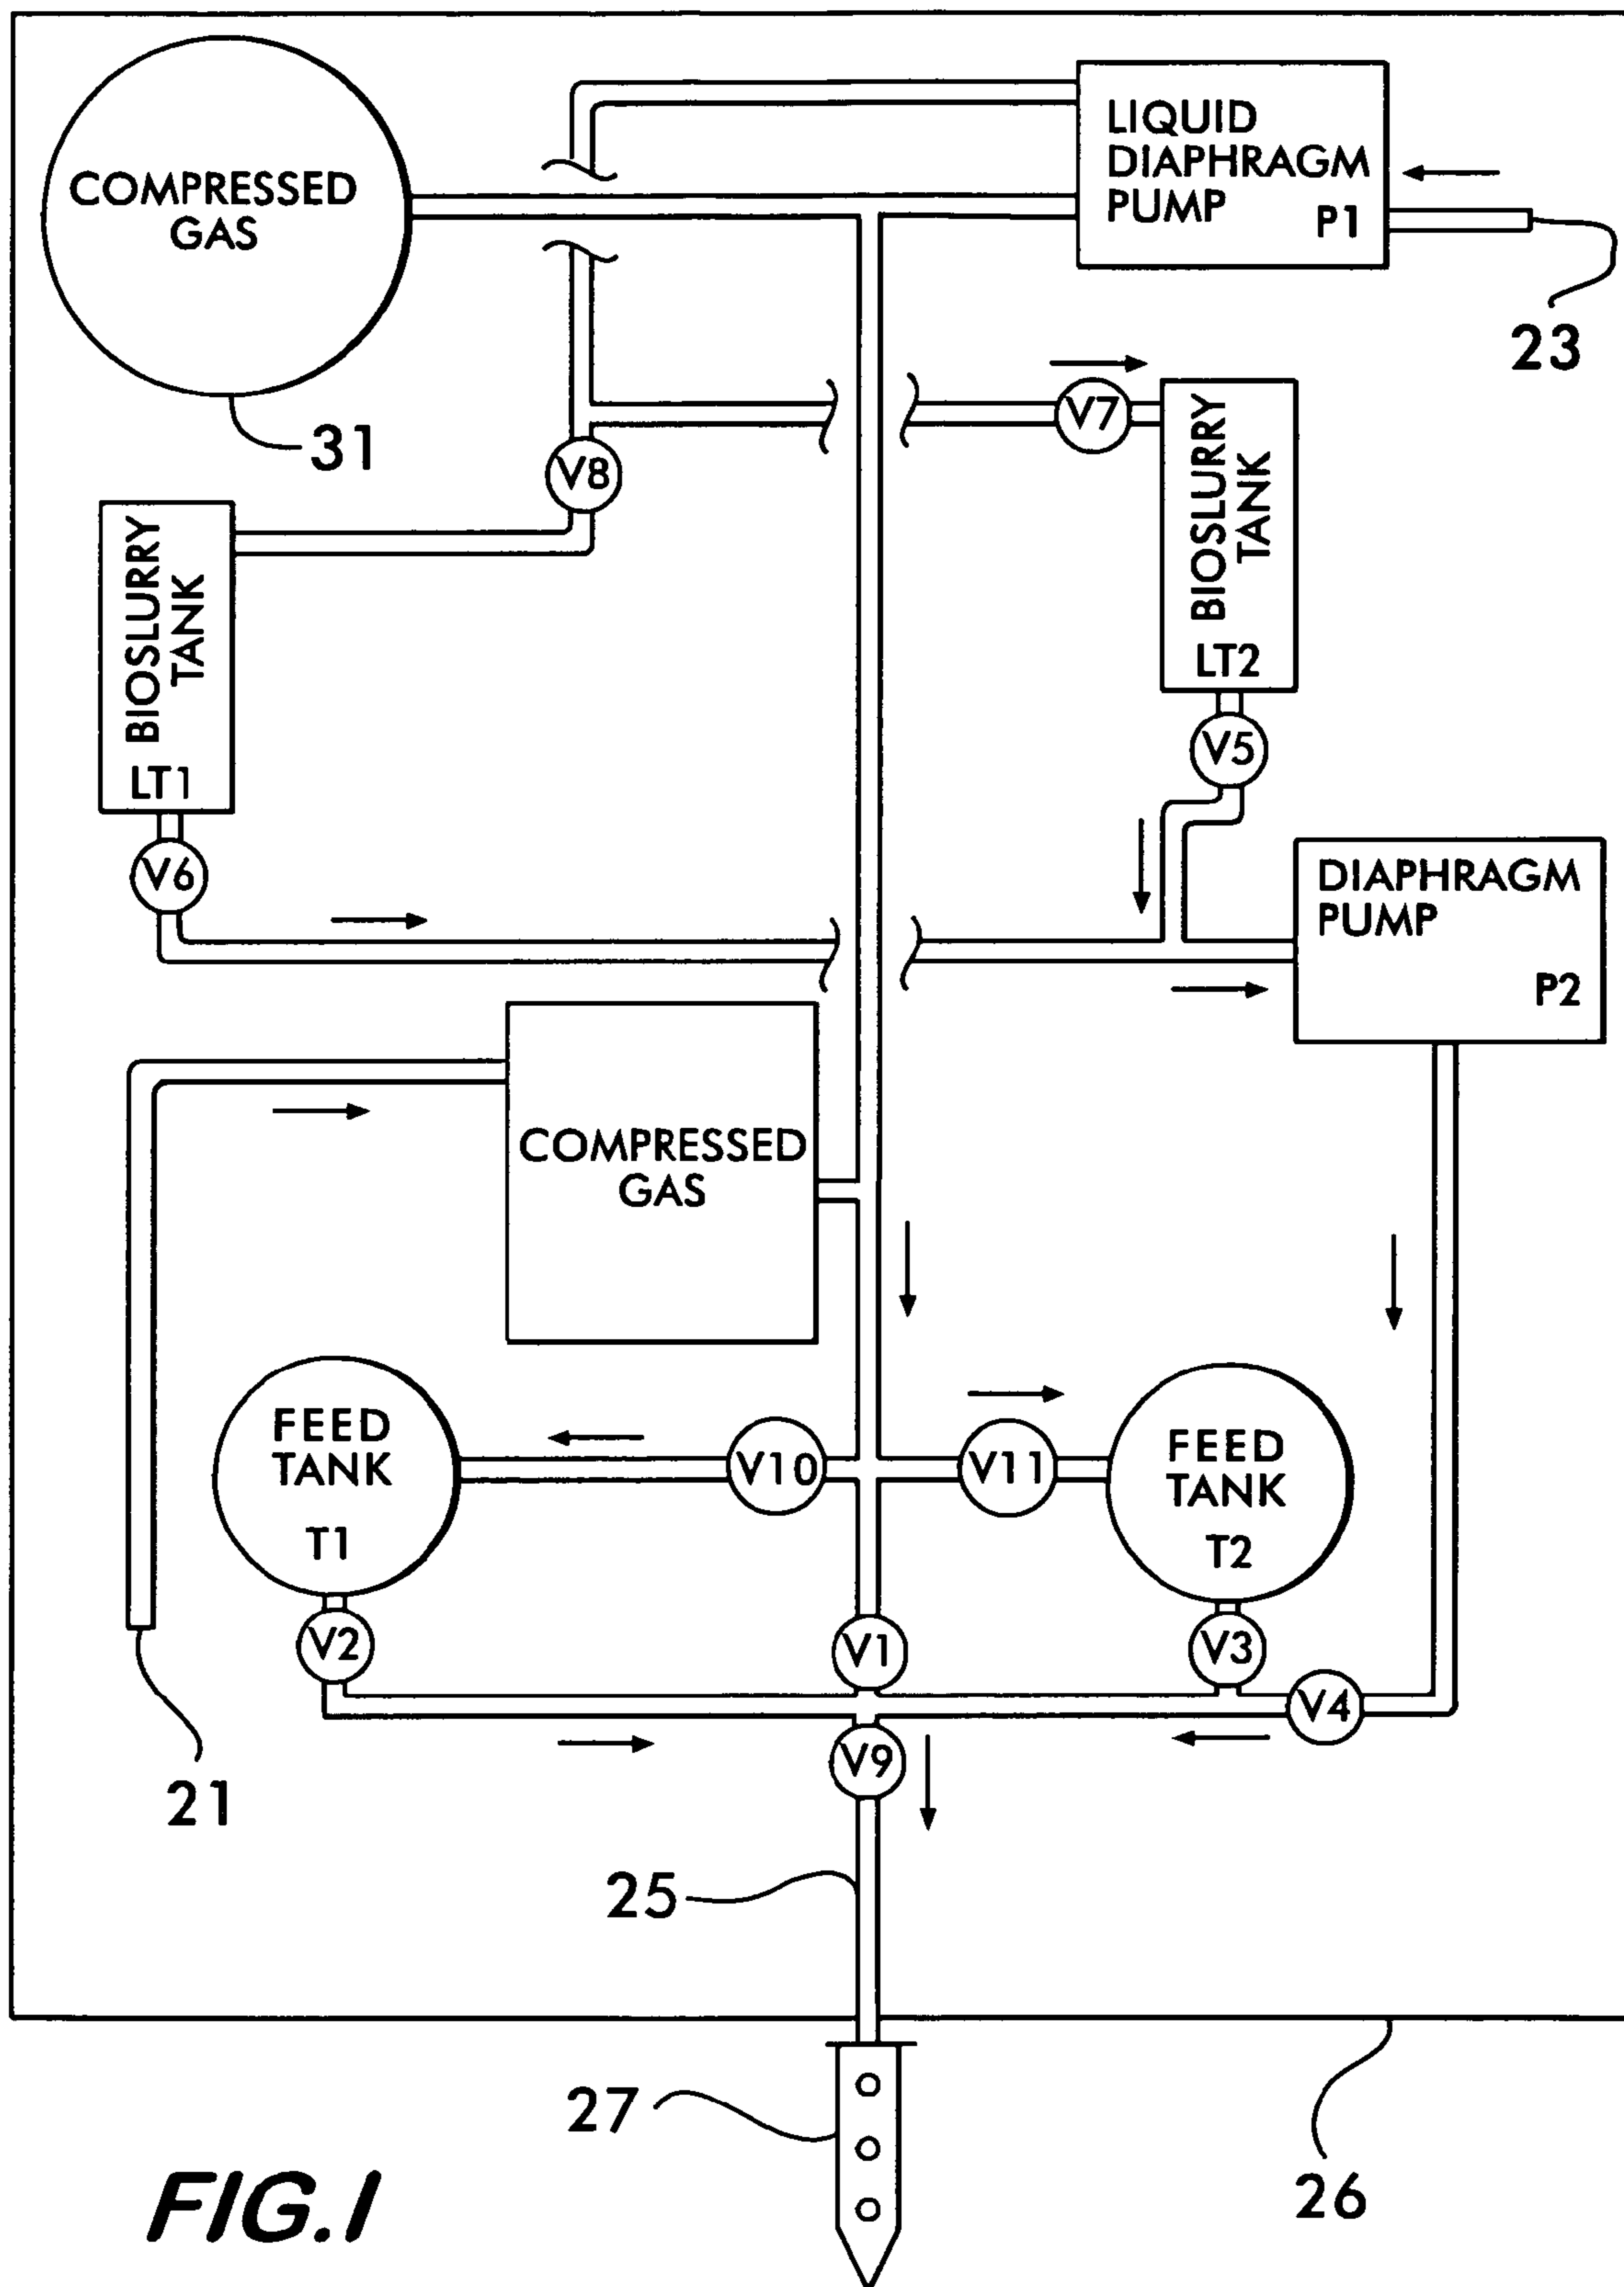 COMPRESSED
GAS
LIQUID
DIAPHRAGM
PUMP
P1
23
31
V7
V8
BIOSLURRY
TANK
LT2
BIOSLURRY
TANK
LT1
V5
V6
DIAPHRAGM
PUMP
P2
COMPRESSED
GAS
FEED
TANK
T1
V10
V11
FEED
TANK
T2
V2
V1
V3
V4
V9
21
25
27
26
FIG.1